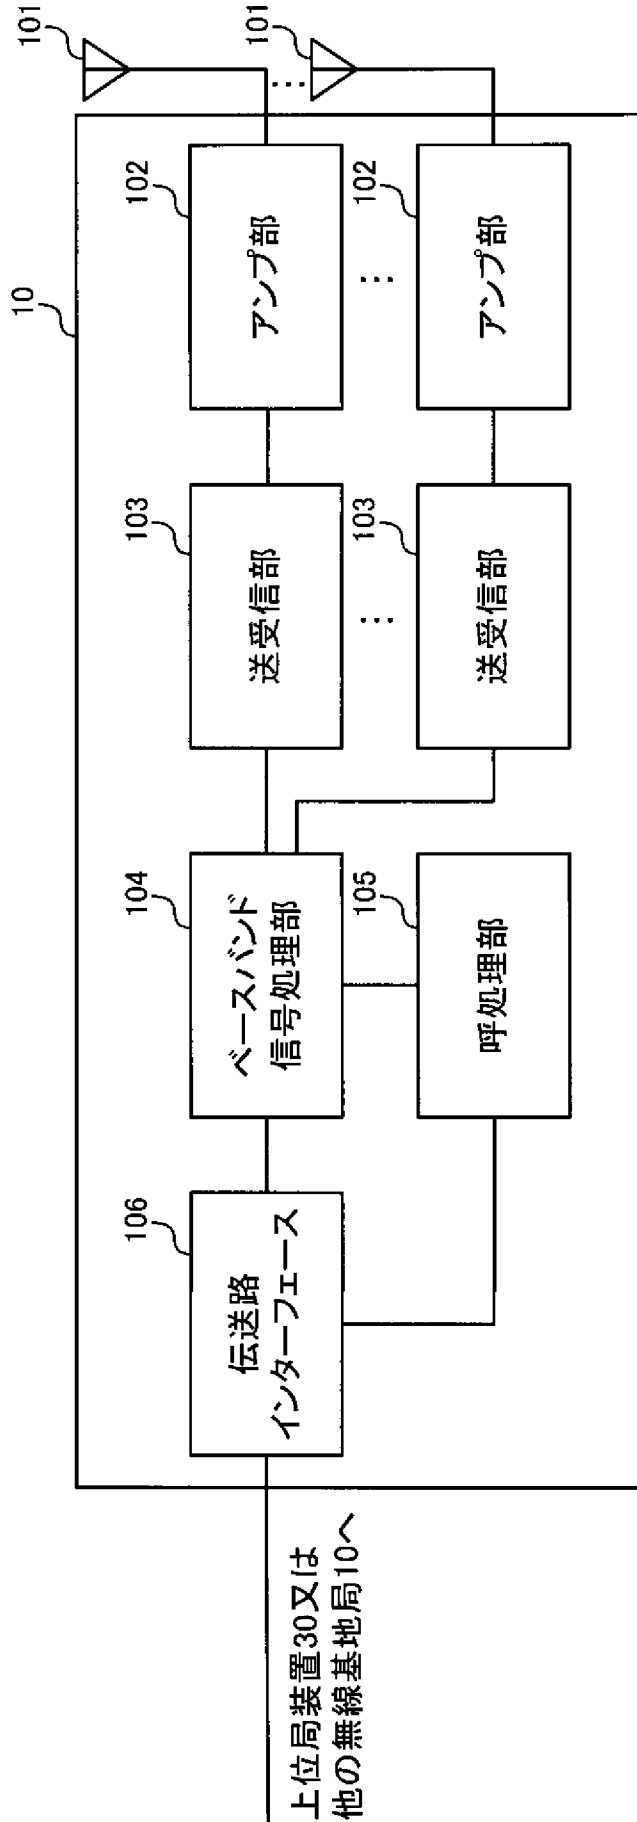 10
101
101
102
アンプ部
102
アンプ部
103
送受信部
103
送受信部
104
ベースバンド
信号処理部
105
呼処理部
106
伝送路
インターフェース
上位局装置30又は
他の無線基地局10へ